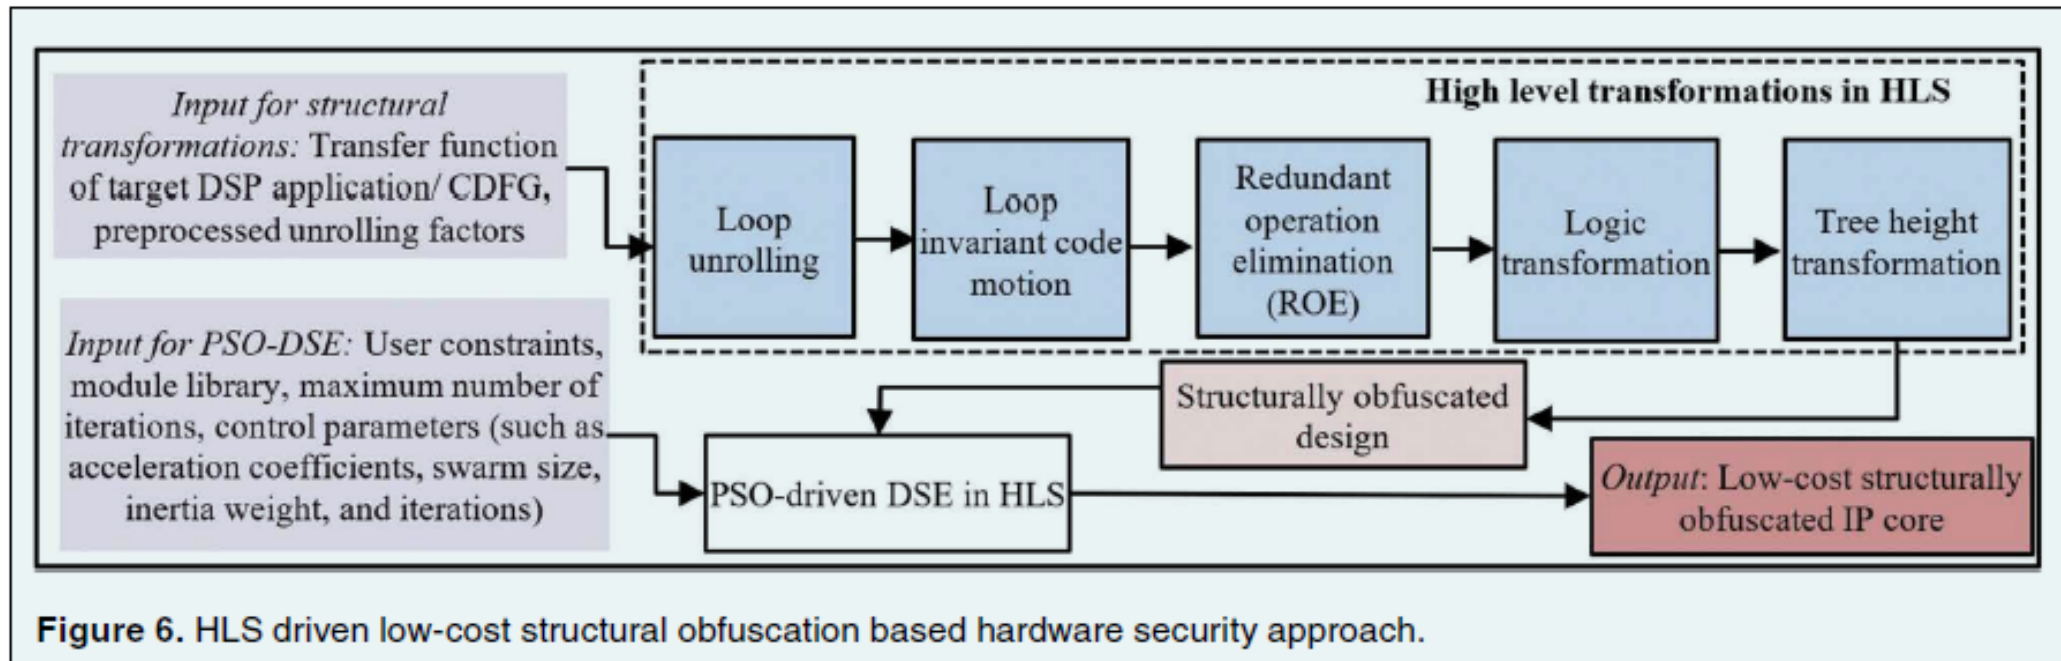 Input for structural
transformations: Transfer function
of target DSP application/ CDFG,
preprocessed unrolling factors
High level transformations in HLS
Loop
unrolling
Loop
invariant code
motion
Redundant
operation
elimination
(ROE)
Logic
transformation
Tree height
transformation
Input for PSO-DSE: User constraints,
module library, maximum number of
iterations, control parameters (such as
acceleration coefficients, swarm size,
inertia weight, and iterations)
Structurally obfuscated
design
PSO-driven DSE in HLS
Output: Low-cost structurally
obfuscated IP core
Figure 6. HLS driven low-cost structural obfuscation based hardware security approach.